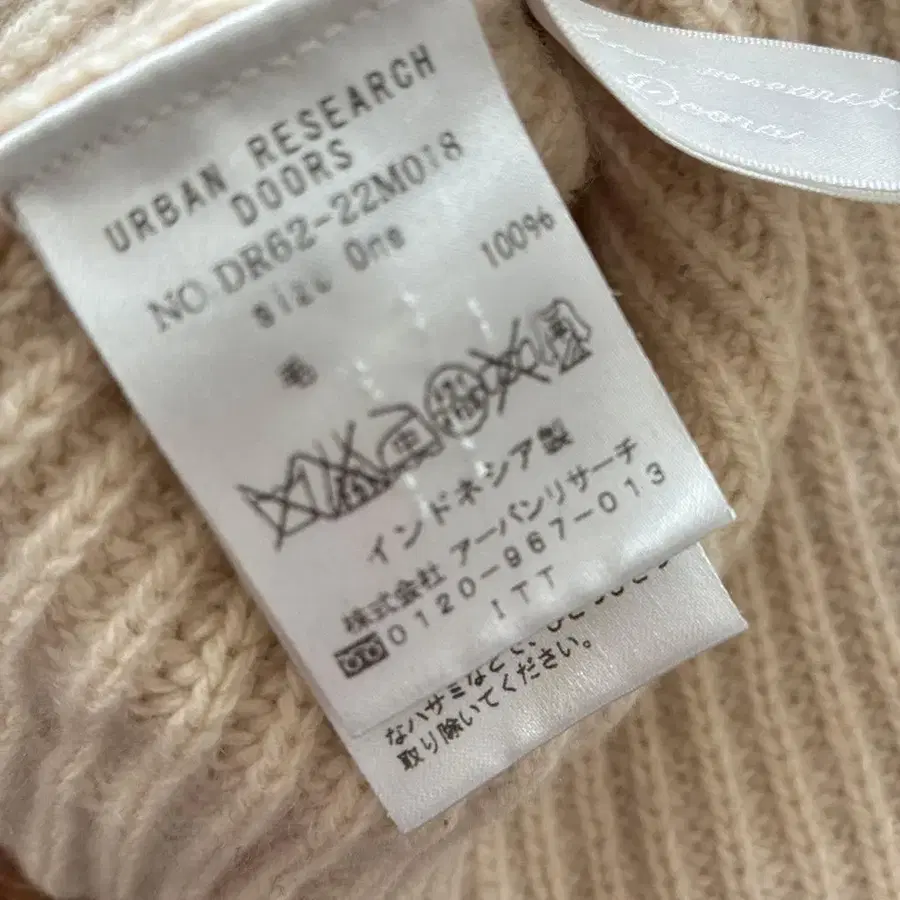 URBAN RESEARCH
DOORS
NO.DR62-22M018
size One
毛 100%
インドネシア製
株式会社 アーバンリサーチ
0120-967-013
ITT
なハサミなどで、
取り除いてください。
Doors